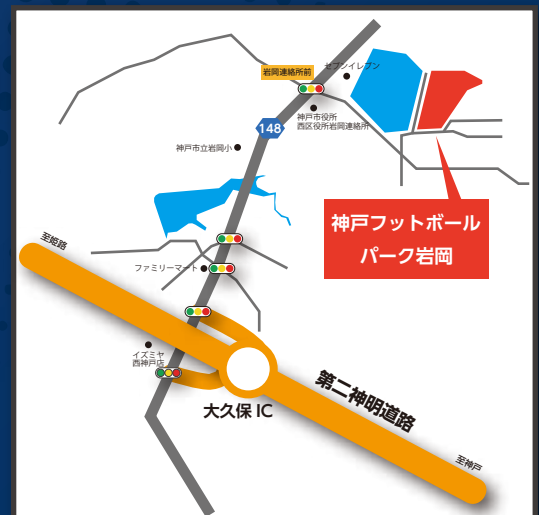 岩岡連絡所前
セブンイレブン
神戸市役所
西区役所岩岡連絡所
148
神戸市立岩岡小
神戸フットボール
パーク岩岡
至姫路
ファミリーマート
イズミヤ
西神戸店
大久保 IC
第二神明道路
至神戸